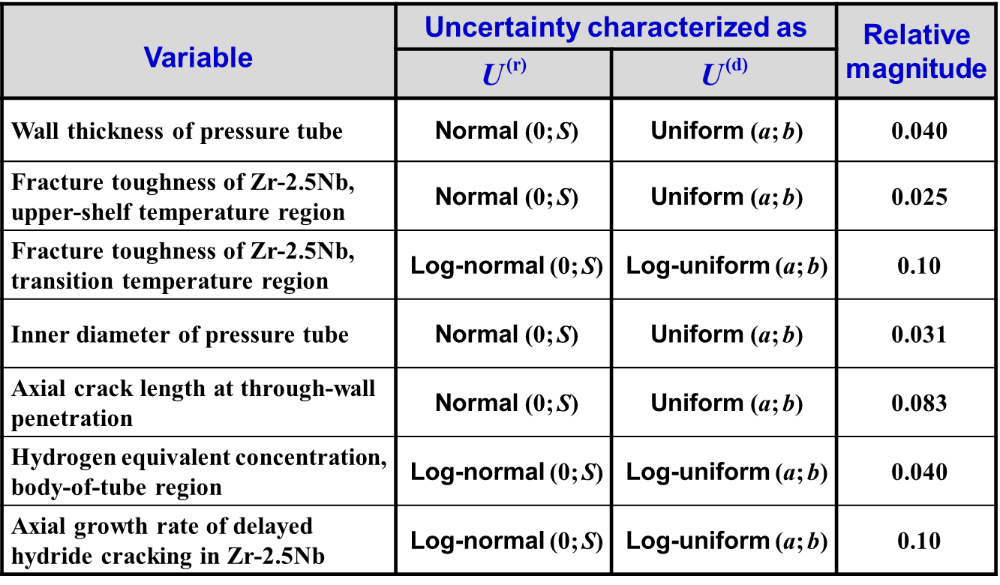 Variable
Uncertainty characterized as
Relative
magnitude
U(r)
U(d)
Wall thickness of pressure tube
Normal (0; S)
Uniform (a; b)
0.040
Fracture toughness of Zr-2.5Nb,
upper-shelf temperature region
Normal (0; S)
Uniform (a; b)
0.025
Fracture toughness of Zr-2.5Nb,
transition temperature region
Log-normal (0; S)
Log-uniform (a; b)
0.10
Inner diameter of pressure tube
Normal (0; S)
Uniform (a; b)
0.031
Axial crack length at through-wall
penetration
Normal (0; S)
Uniform (a; b)
0.083
Hydrogen equivalent concentration,
body-of-tube region
Log-normal (0; S)
Log-uniform (a; b)
0.040
Axial growth rate of delayed
hydride cracking in Zr-2.5Nb
Log-normal (0; S)
Log-uniform (a; b)
0.10